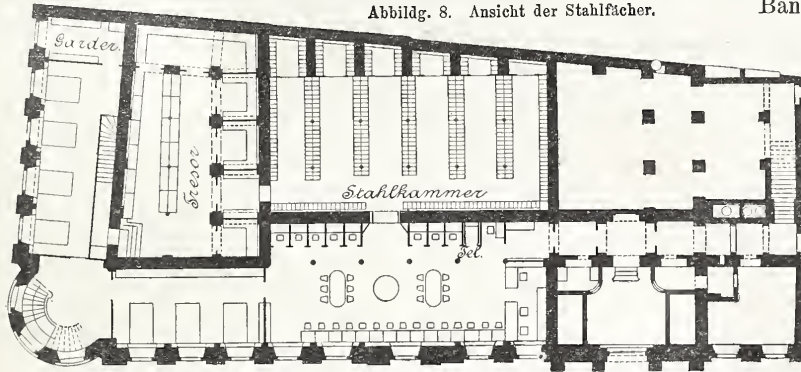 Abbildg. 8. Ansicht der Stahlfächer.
Ban
Garder.
Tresor
Stahlkammer
Tel.